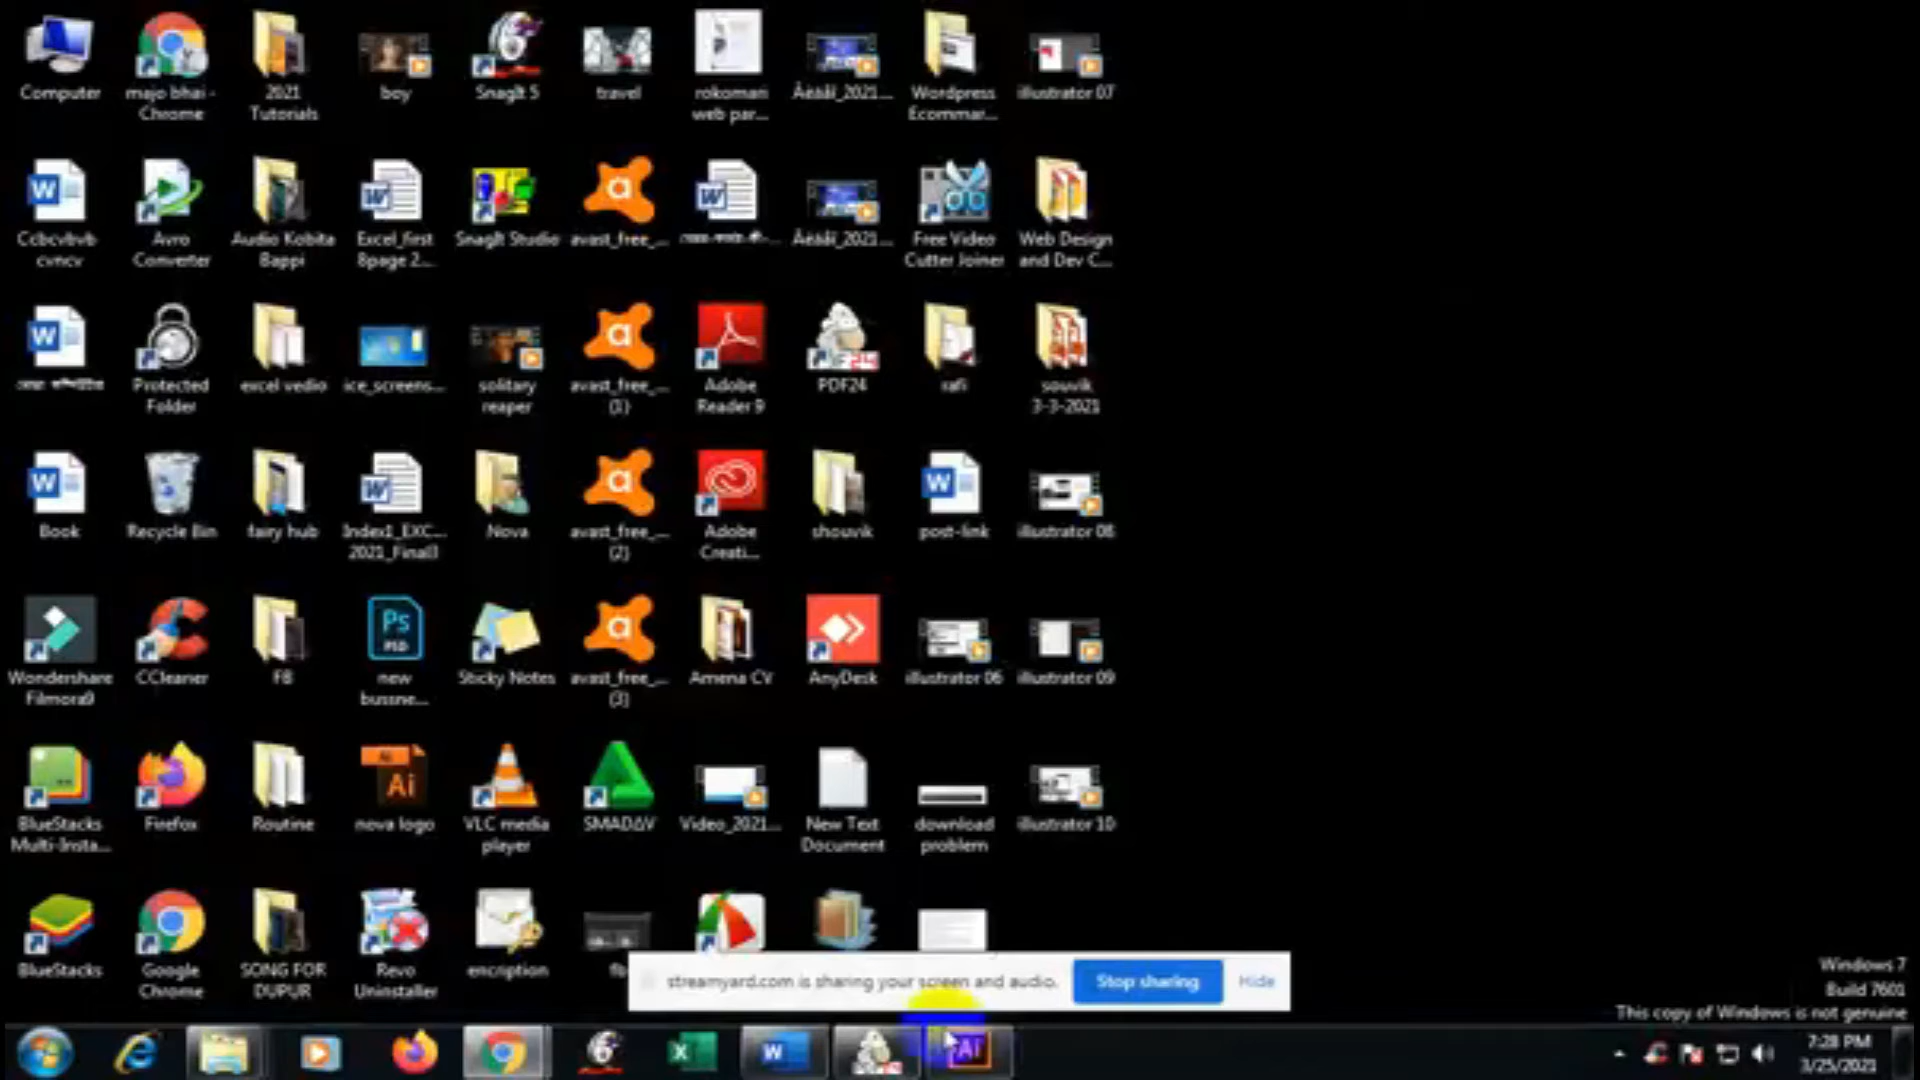 Computer
majo bhai -
Chrome
2021
Tutorials
boy
SnagIt 5
travel
rokomari
web par...
Wordpress
Ecommar...
illustrator 07
Ccbcvbvb
cvncv
Avro
Converter
Audio Kobita
Bappi
Excel_first
8page 2...
SnagIt Studio
avast_free_...
Free Video
Cutter Joiner
Web Design
and Dev C...
Protected
Folder
excel vedio
ice_screens...
solitary
reaper
avast_free_...
(1)
Adobe
Reader 9
PDF24
rafi
souvik
3-3-2021
Book
Recycle Bin
fairy hub
Index1_EXC...
2021_Final3
Nova
avast_free_...
(2)
Adobe
Creati...
shouvik
post-link
illustrator 08
Wondershare
Filmora9
CCleaner
FB
new
bussne...
Sticky Notes
avast_free_...
(3)
Amena CV
AnyDesk
illustrator 06
illustrator 09
BlueStacks
Multi-Insta...
Firefox
Routine
nova logo
VLC media
player
SMADAV
Video_2021...
New Text
Document
download
problem
illustrator 10
BlueStacks
Google
Chrome
SONG FOR
DUPUR
Revo
Uninstaller
encription
streamyard.com is sharing your screen and audio.
Stop sharing
Hide
Windows 7
Build 7601
This copy of Windows is not genuine
7:28 PM
3/25/2021